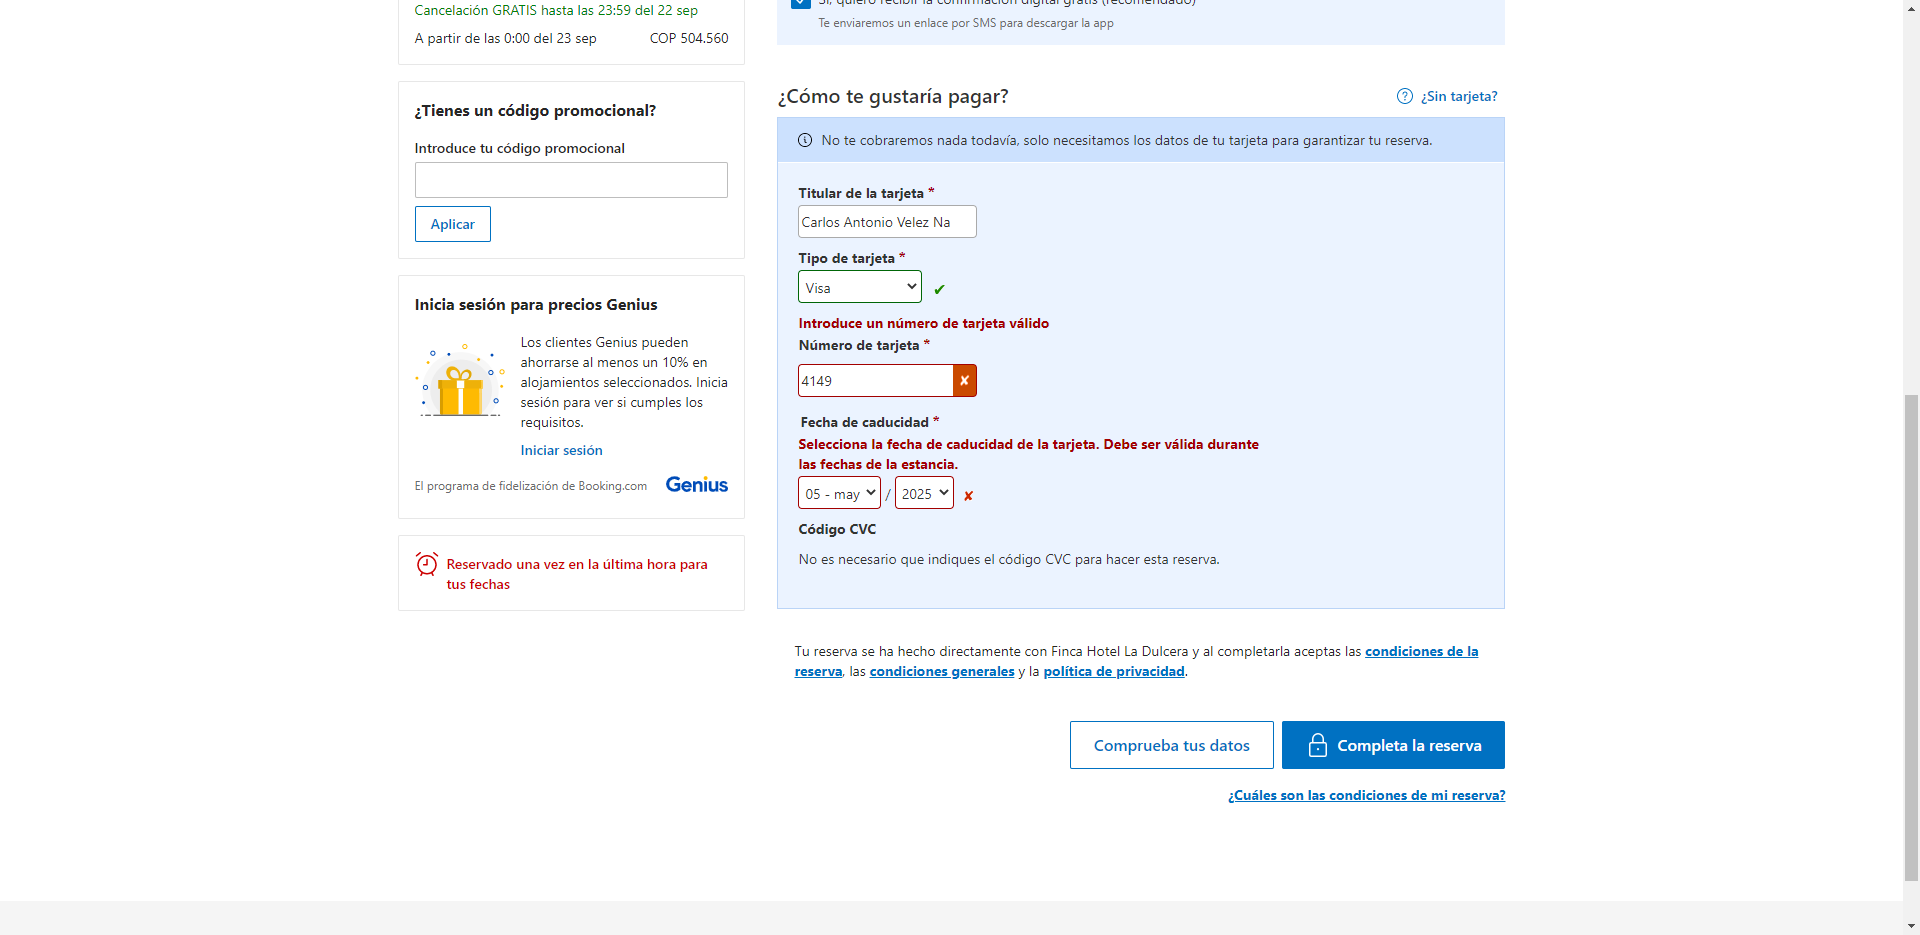 Cancelación GRATIS hasta las 23:59 del 22 sep
A partir de las 0:00 del 23 sep COP 504.560
¿Tienes un código promocional?
Introduce tu código promocional
Aplicar
Inicia sesión para precios Genius
Los clientes Genius pueden
ahorrarse al menos un 10% en
alojamientos seleccionados. Inicia
sesión para ver si cumples los
requisitos.
Iniciar sesión
El programa de fidelización de Booking.com Genius
Reservado una vez en la última hora para
tus fechas
Sí, quiero recibir la confirmación digital gratis (recomendado)
Te enviaremos un enlace por SMS para descargar la app
¿Cómo te gustaría pagar?
? ¿Sin tarjeta?
No te cobraremos nada todavía, solo necesitamos los datos de tu tarjeta para garantizar tu reserva.
Titular de la tarjeta *
Carlos Antonio Velez Na
Tipo de tarjeta *
Visa
Introduce un número de tarjeta válido
Número de tarjeta *
4149
Fecha de caducidad *
Selecciona la fecha de caducidad de la tarjeta. Debe ser válida durante
las fechas de la estancia.
05 - may / 2025
Código CVC
No es necesario que indiques el código CVC para hacer esta reserva.
Tu reserva se ha hecho directamente con Finca Hotel La Dulcera y al completarla aceptas las condiciones de la
reserva, las condiciones generales y la política de privacidad.
Comprueba tus datos
Completa la reserva
¿Cuáles son las condiciones de mi reserva?